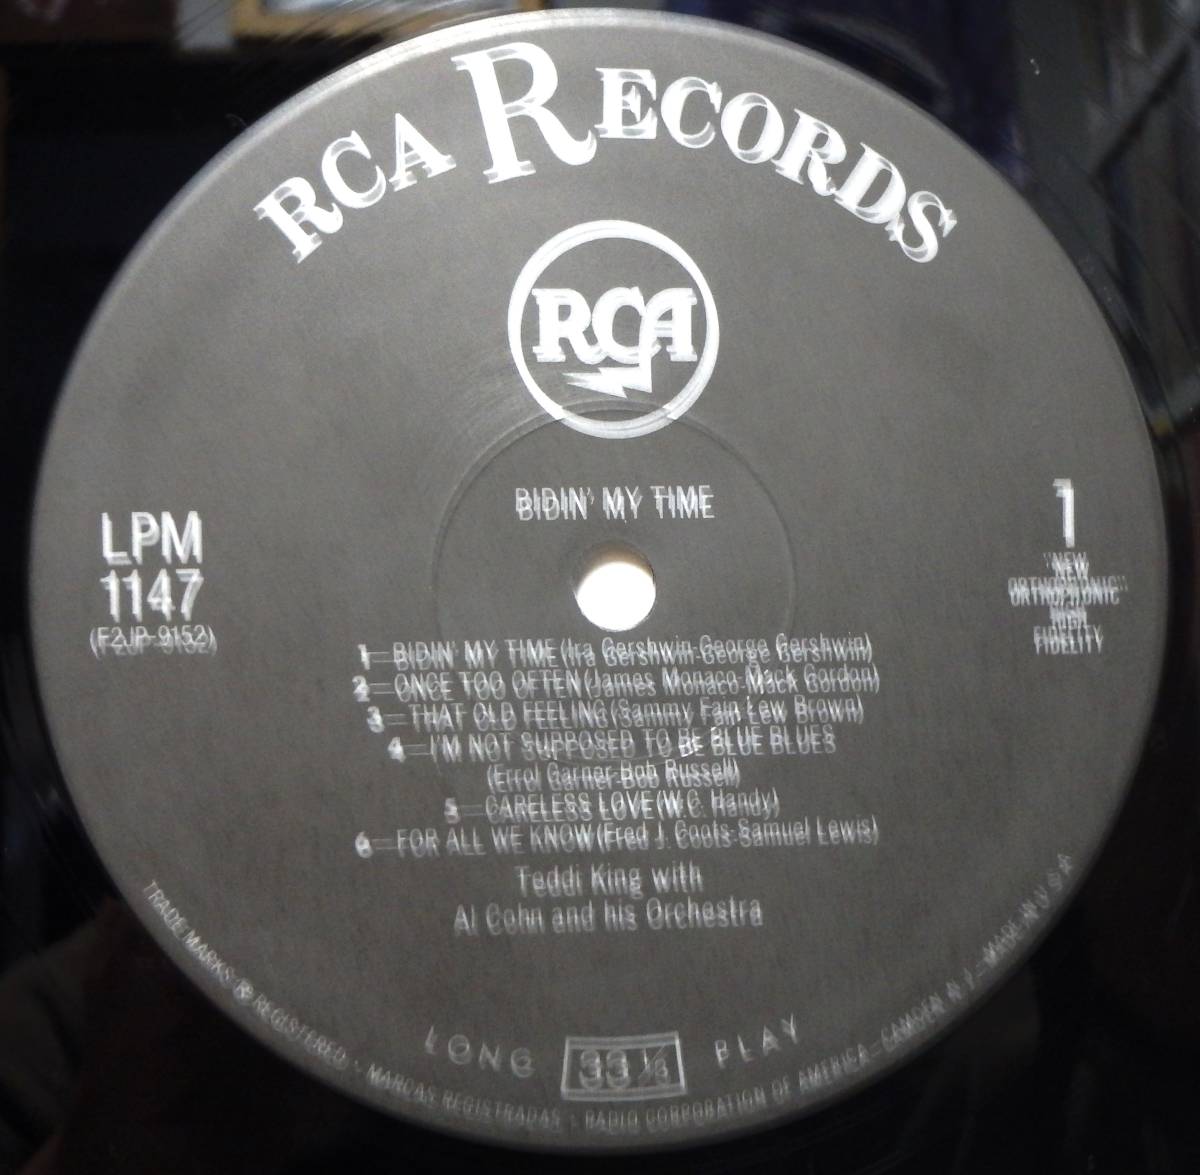 RCA RECORDS
RCA
BIDIN' MY TIME
LPM
1147
(F2JP-9152)
1
"NEW
ORTHOPHONIC"
HIGH
FIDELITY
1—BIDIN' MY TIME (Ira Gershwin-George Gershwin)
2—ONCE TOO OFTEN (James Monaco-Mack Gordon)
3—THAT OLD FEELING (Sammy Fain-Lew Brown)
4—I'M NOT SUPPOSED TO BE BLUE BLUES
(Errol Garner-Bob Russell)
5—CARELESS LOVE (W.C. Handy)
6—FOR ALL WE KNOW (Fred J. Coots-Samuel Lewis)
Teddi King with
Al Cohn and his Orchestra
LONG 33 1/3 PLAY
TRADE MARKS ® REGISTERED · MARCAS REGISTRADAS · RADIO CORPORATION OF AMERICA—CAMDEN N J—MADE IN U S A